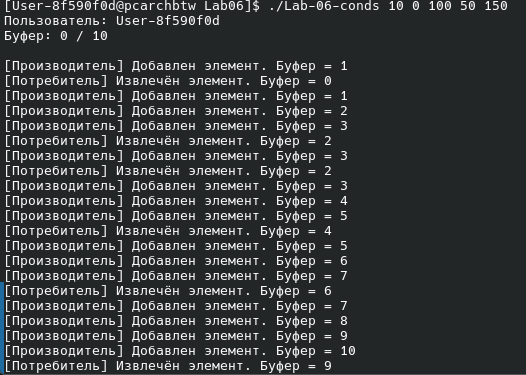 [User-8f590f0d@pcarchbtw Lab06]$ ./Lab-06-conds 10 0 100 50 150
Пользователь: User-8f590f0d
Буфер: 0 / 10
[Производитель] Добавлен элемент. Буфер = 1
[Потребитель] Извлечён элемент. Буфер = 0
[Производитель] Добавлен элемент. Буфер = 1
[Производитель] Добавлен элемент. Буфер = 2
[Производитель] Добавлен элемент. Буфер = 3
[Потребитель] Извлечён элемент. Буфер = 2
[Производитель] Добавлен элемент. Буфер = 3
[Потребитель] Извлечён элемент. Буфер = 2
[Производитель] Добавлен элемент. Буфер = 3
[Производитель] Добавлен элемент. Буфер = 4
[Производитель] Добавлен элемент. Буфер = 5
[Потребитель] Извлечён элемент. Буфер = 4
[Производитель] Добавлен элемент. Буфер = 5
[Производитель] Добавлен элемент. Буфер = 6
[Производитель] Добавлен элемент. Буфер = 7
[Потребитель] Извлечён элемент. Буфер = 6
[Производитель] Добавлен элемент. Буфер = 7
[Производитель] Добавлен элемент. Буфер = 8
[Производитель] Добавлен элемент. Буфер = 9
[Производитель] Добавлен элемент. Буфер = 10
[Потребитель] Извлечён элемент. Буфер = 9